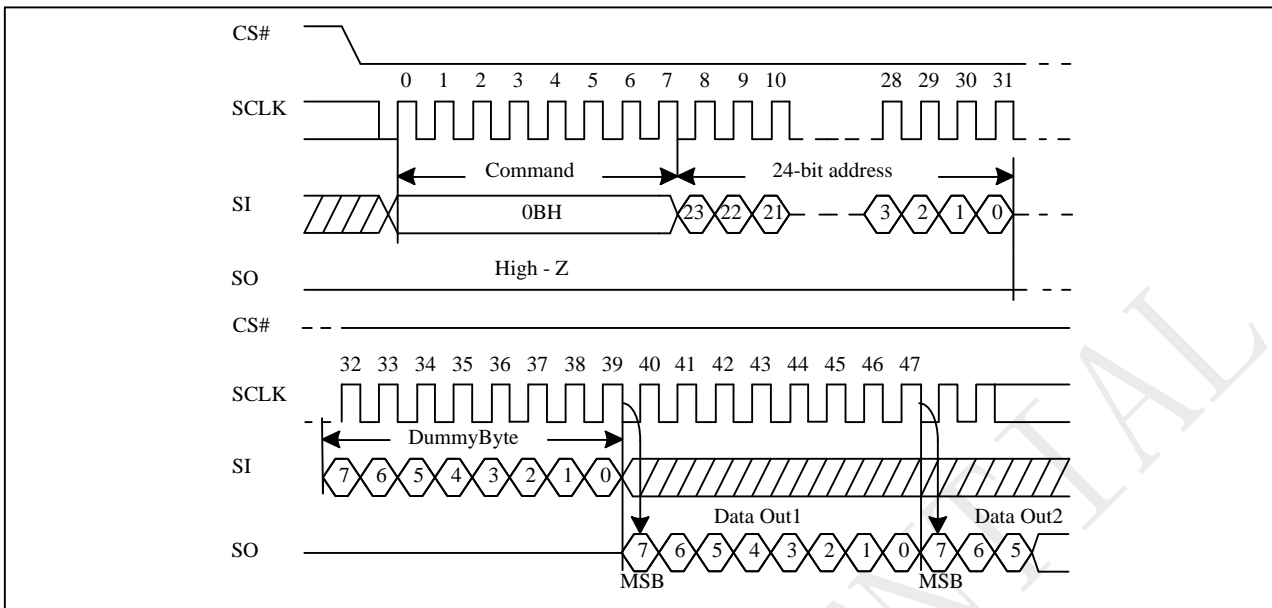 CS#
0 1 2 3 4 5 6 7 8 9 10 28 29 30 31
SCLK
Command 24-bit address
SI 0BH 23 22 21 3 2 1 0
High - Z
SO
CS#
32 33 34 35 36 37 38 39 40 41 42 43 44 45 46 47
SCLK
DummyByte
SI 7 6 5 4 3 2 1 0
Data Out1 Data Out2
SO 7 6 5 4 3 2 1 0 7 6 5
MSB MSB
NTIAL